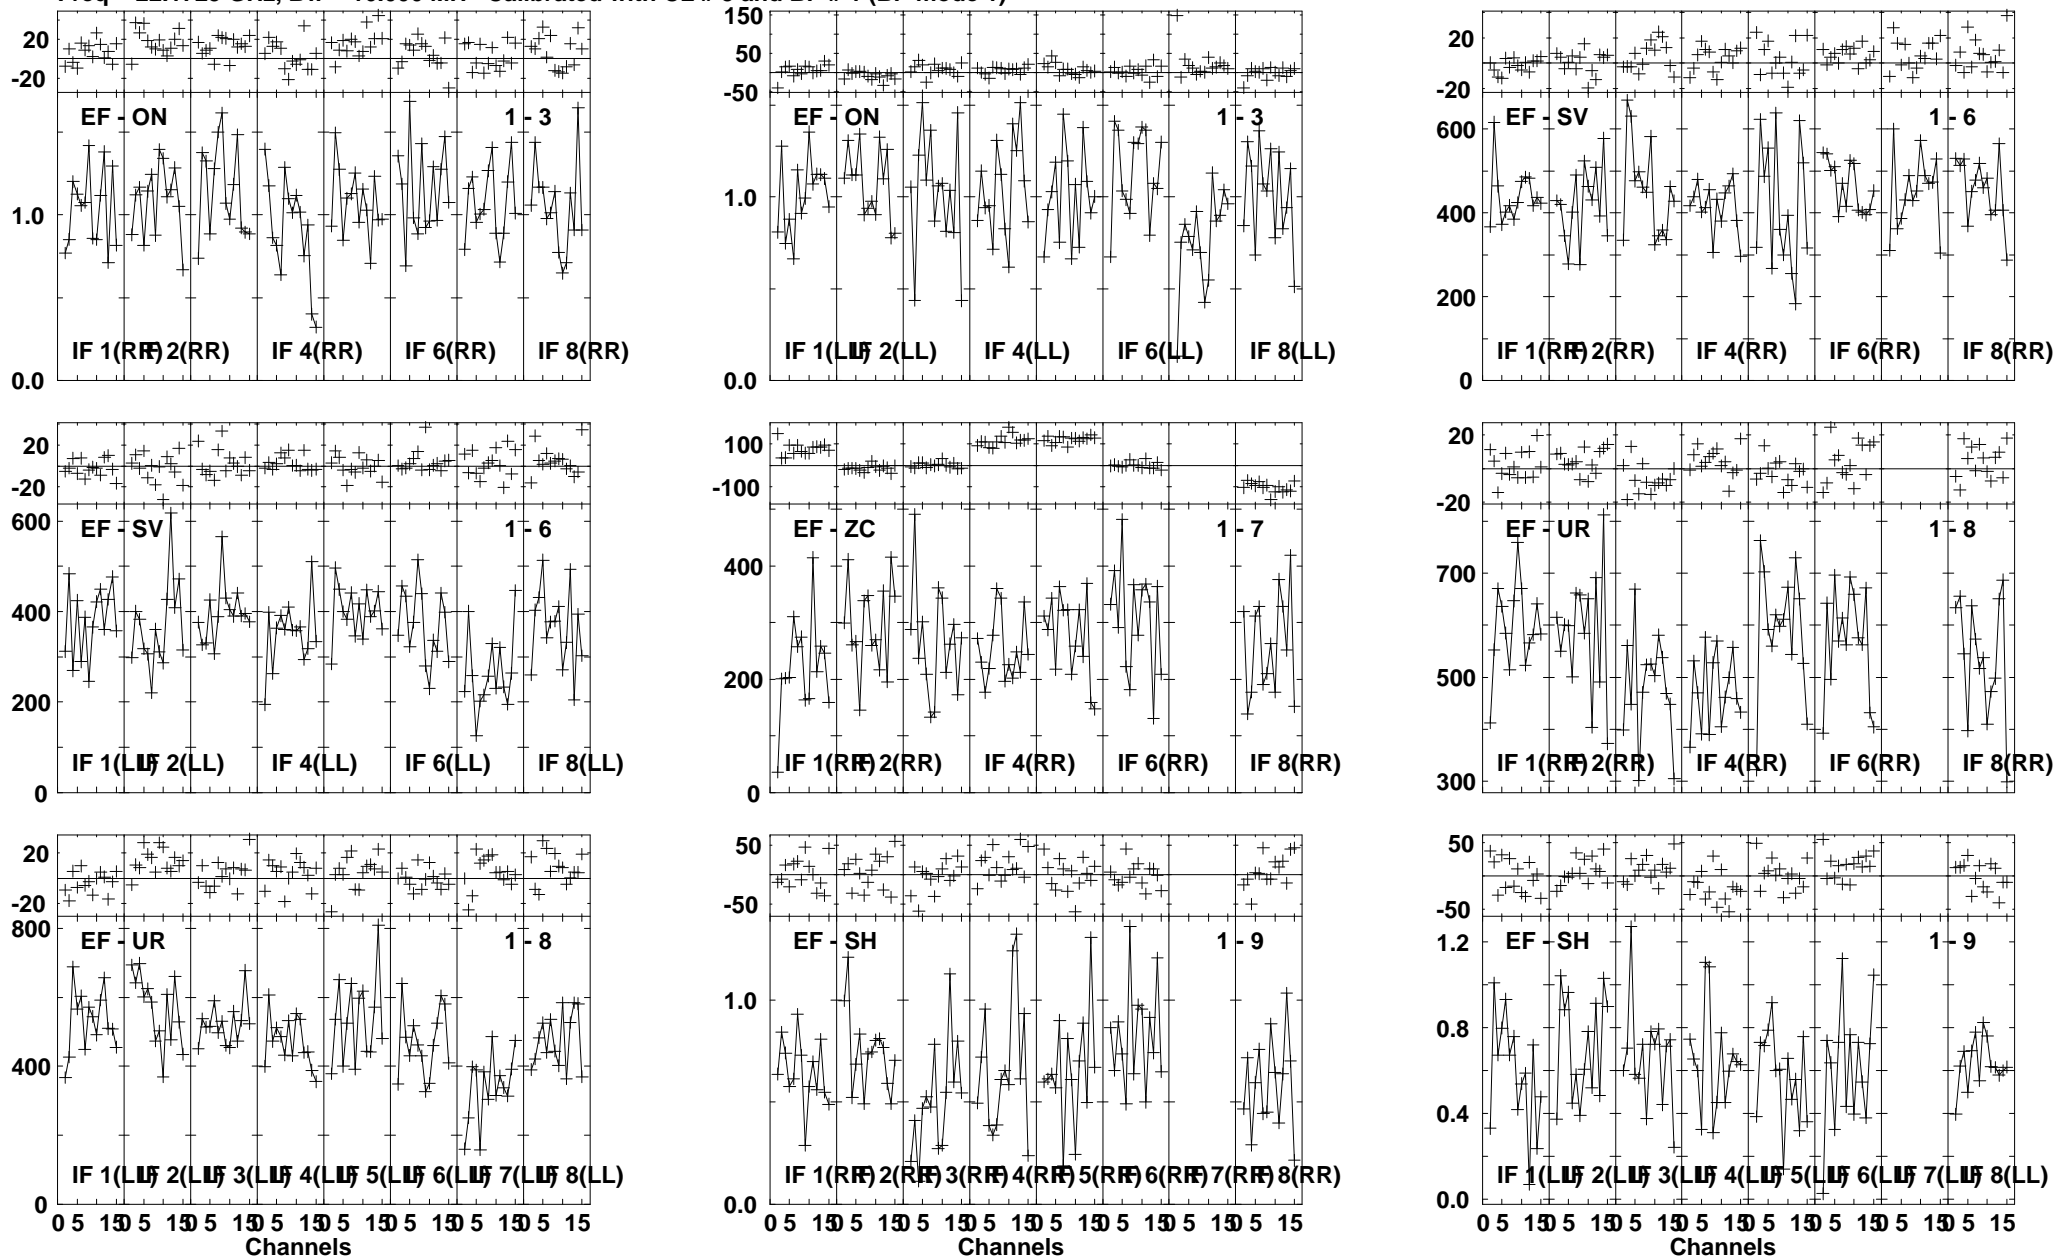 20
-20
EF - ON
1 - 3
1.0
IF 1(RR)
IF 2(RR)
IF 4(RR)
IF 6(RR)
IF 8(RR)
0.0
150
50
-50
EF - ON
1 - 3
1.0
IF 1(LL)
IF 2(LL)
IF 4(LL)
IF 6(LL)
IF 8(LL)
0.0
20
-20
EF - SV
1 - 6
600
400
200
IF 1(RR)
IF 2(RR)
IF 4(RR)
IF 6(RR)
IF 8(RR)
0
20
-20
600
EF - SV
1 - 6
400
200
IF 1(LL)
IF 2(LL)
IF 4(LL)
IF 6(LL)
IF 8(LL)
0
100
-100
EF - ZC
1 - 7
400
200
IF 1(RR)
IF 2(RR)
IF 4(RR)
IF 6(RR)
IF 8(RR)
0
20
-20
EF - UR
1 - 8
700
500
300
IF 1(RR)
IF 2(RR)
IF 4(RR)
IF 6(RR)
IF 8(RR)
20
-20
800
EF - UR
1 - 8
400
IF 1(LL)
IF 2(LL)
IF 3(LL)
IF 4(LL)
IF 5(LL)
IF 6(LL)
IF 7(LL)
IF 8(LL)
0
0 5 15 0 5 15 0 5 15 0 5 15 0 5 15 0 5 15 0 5 15 0 5 15
Channels
50
-50
EF - SH
1 - 9
1.0
IF 1(RR)
IF 2(RR)
IF 3(RR)
IF 4(RR)
IF 5(RR)
IF 6(RR)
IF 7(RR)
IF 8(RR)
0.0
0 5 15 0 5 15 0 5 15 0 5 15 0 5 15 0 5 15 0 5 15 0 5 15
Channels
50
-50
EF - SH
1 - 9
1.2
0.8
0.4
IF 1(LL)
IF 2(LL)
IF 3(LL)
IF 4(LL)
IF 5(LL)
IF 6(LL)
IF 7(LL)
IF 8(LL)
0.0
0 5 15 0 5 15 0 5 15 0 5 15 0 5 15 0 5 15 0 5 15 0 5 15
Channels